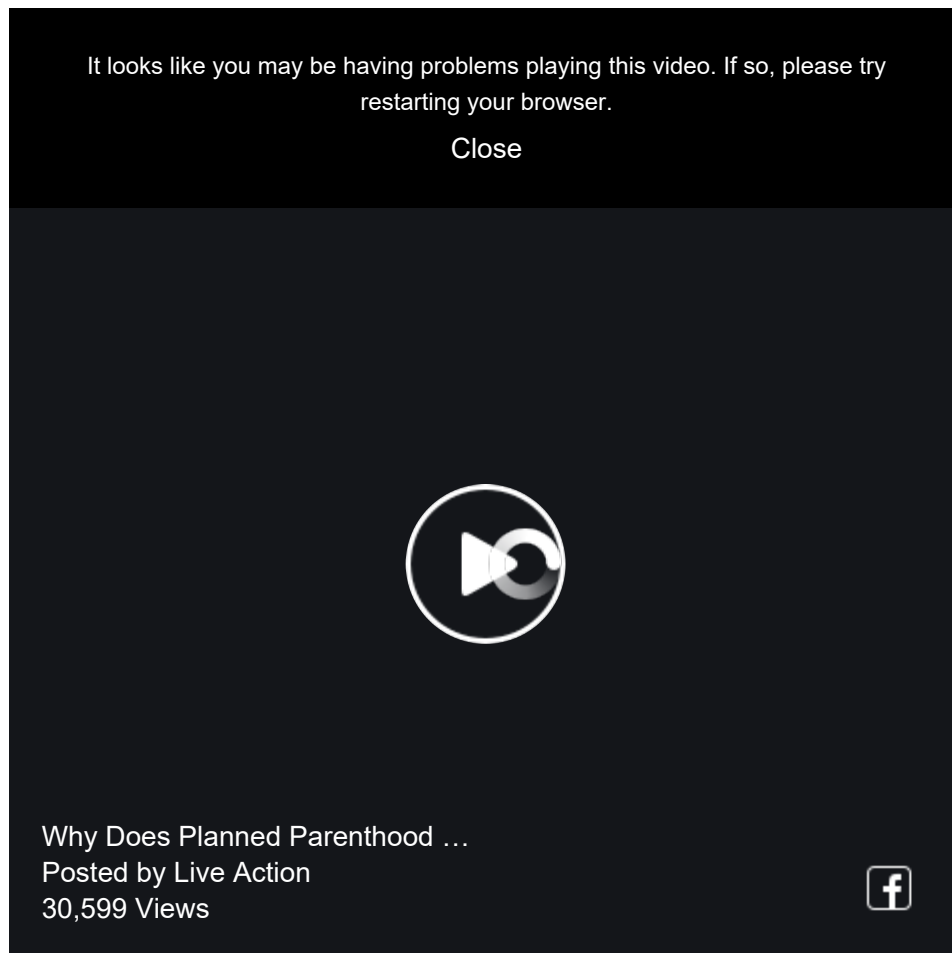 It looks like you may be having problems playing this video. If so, please try
restarting your browser.
Close
Why Does Planned Parenthood …
Posted by Live Action
30,599 Views